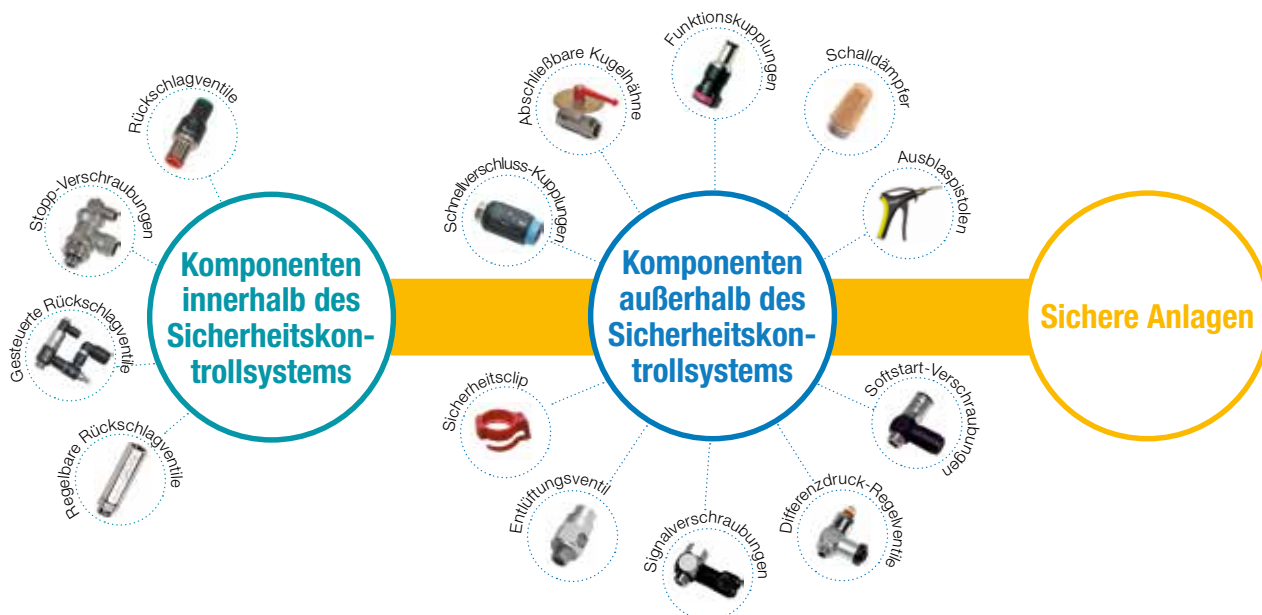 Rückschlagventile
Stopp-Verschraubungen
Gesteuerte Rückschlagventile
Regelbare Rückschlagventile
Komponenten
innerhalb des
Sicherheitskon-
trollsystems
Schnellverschluss-Kupplungen
Abschließbare Kugelhähne
Funktionskupplungen
Schalldämpfer
Ausblaspistolen
Komponenten
außerhalb des
Sicherheitskon-
trollsystems
Sicherheitsclip
Entlüftungsventil
Signalverschraubungen
Differenzdruck-Regelventile
Softstart-Verschraubungen
Sichere Anlagen